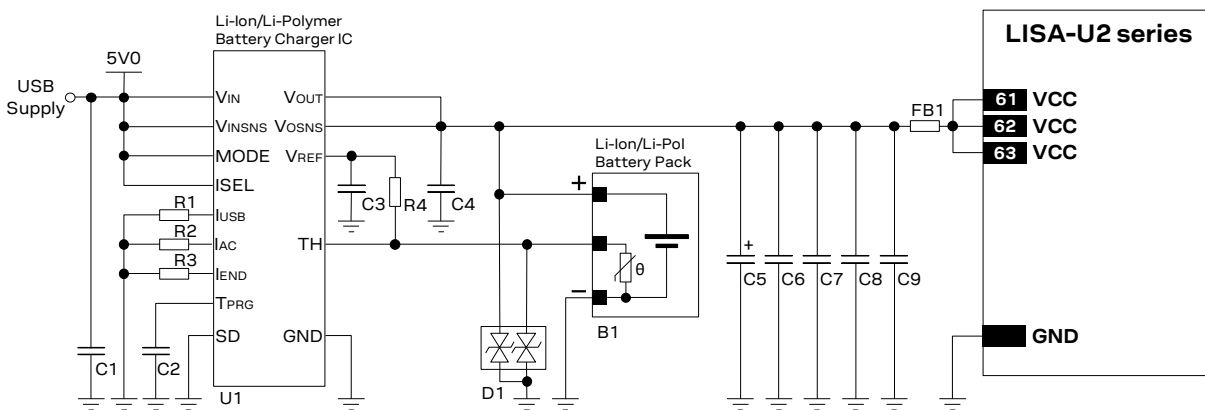 Li-Ion/Li-Polymer
Battery Charger IC
LISA-U2 series
5V0
USB
Supply
VIN
VOUT
VINSNS
VOSNS
MODE
VREF
ISEL
R1
IUSB
R2
IAC
TH
R3
IEND
TPRG
SD
GND
C1
C2
U1
C3
R4
C4
D1
Li-Ion/Li-Pol
Battery Pack
+
θ
–
B1
+
C5
C6
C7
C8
C9
FB1
61 VCC
62 VCC
63 VCC
GND